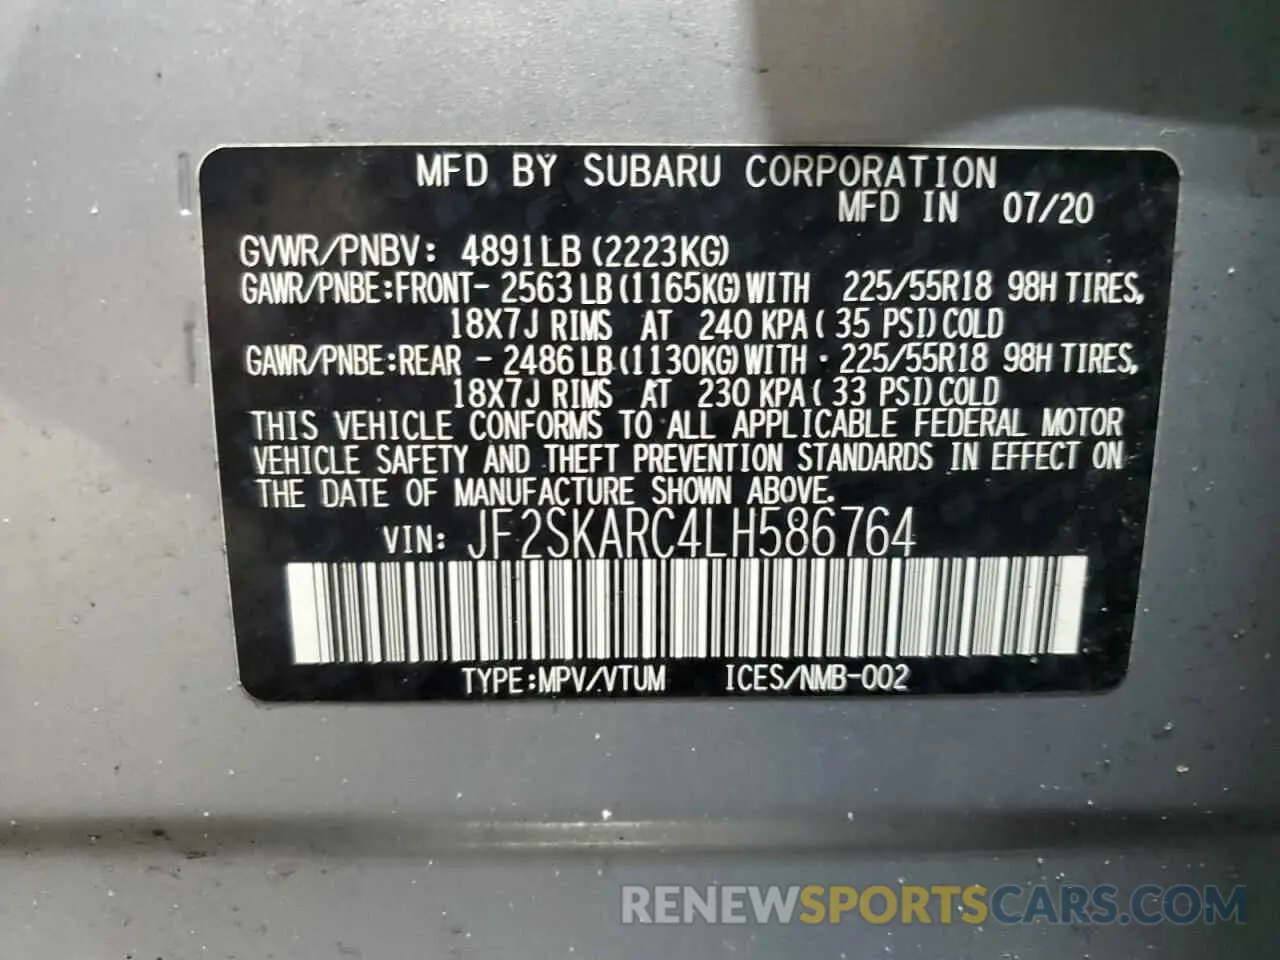 MFD BY SUBARU CORPORATION
MFD IN 07/20
GVWR/PNBV: 4891LB (2223KG)
GAWR/PNBE:FRONT- 2563 LB (1165KG) WITH 225/55R18 98H TIRES,
18X7J RIMS AT 240 KPA ( 35 PSI) COLD
GAWR/PNBE:REAR - 2486 LB (1130KG) WITH 225/55R18 98H TIRES,
18X7J RIMS AT 230 KPA ( 33 PSI) COLD
THIS VEHICLE CONFORMS TO ALL APPLICABLE FEDERAL MOTOR
VEHICLE SAFETY AND THEFT PREVENTION STANDARDS IN EFFECT ON
THE DATE OF MANUFACTURE SHOWN ABOVE.
VIN: JF2SKARC4LH586764
TYPE:MPV/VTUM ICES/NMB-002
RENEWSPORTSCARS.COM